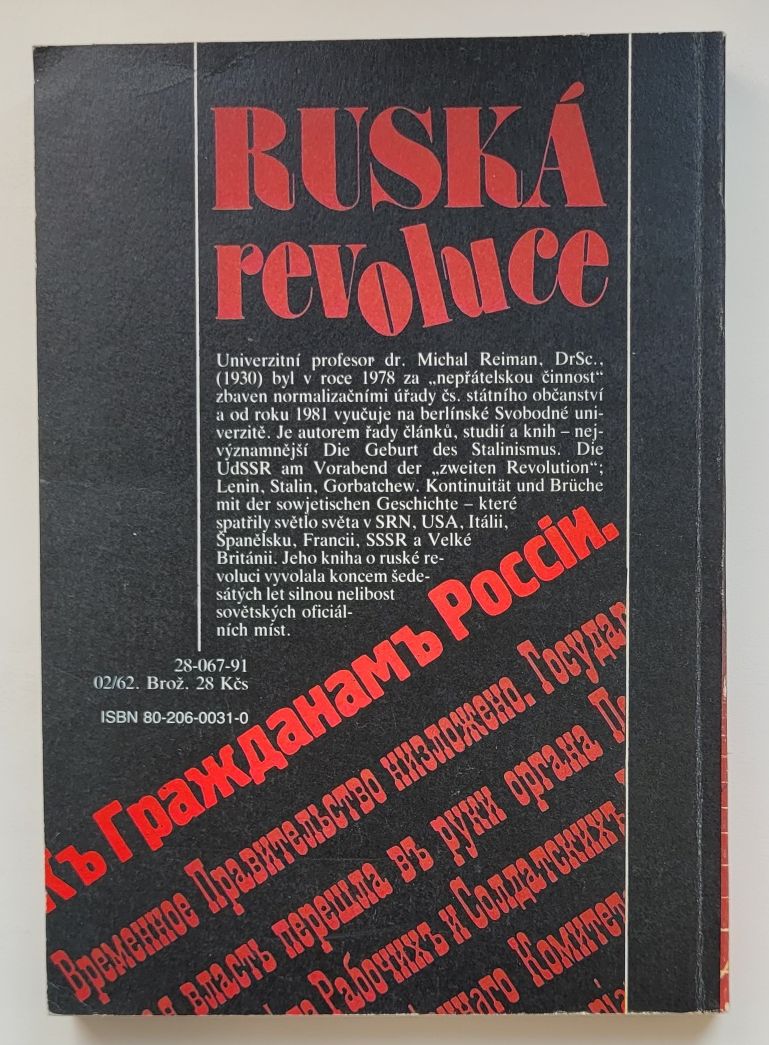 RUSKÁ
revoluce
Univerzitní profesor dr. Michal Reiman, DrSc.,
(1930) byl v roce 1978 za „nepřátelskou činnost“
zbaven normalizačními úřady čs. státního občanství
a od roku 1981 vyučuje na berlínské Svobodné uni-
verzitě. Je autorem řady článků, studií a knih – nej-
významnější Die Geburt des Stalinismus. Die
UdSSR am Vorabend der „zweiten Revolution“;
Lenin, Stalin, Gorbatchew. Kontinuität und Brüche
mit der sowjetischen Geschichte – které
spatřily světlo světa v SRN, USA, Itálii,
Španělsku, Francii, SSSR a Velké
Británii. Jeho kniha o ruské re-
voluci vyvolala koncem šede-
sátých let silnou nelibost
sovětských oficiál-
ních míst.
28-067-91
02/62. Brož. 28 Kčs
ISBN 80-206-0031-0
Къ Гражданамъ Россіи.
Временное Правительство низложено. Государ
власть перешла въ руки органа Пе
Рабочихъ и Солдатскихъ
Комитета